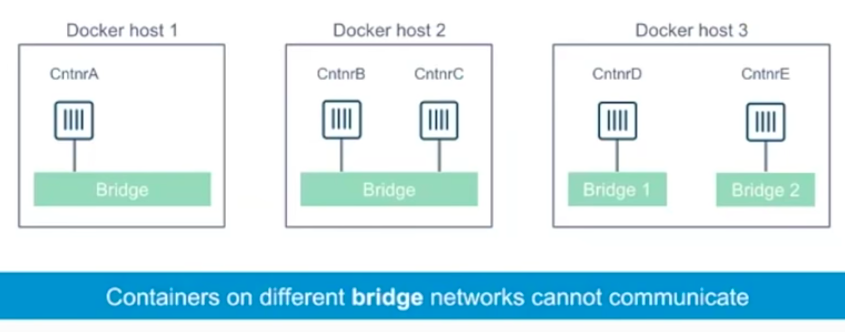 Docker host 1
Docker host 2
Docker host 3
CntnrA
CntnrB
CntnrC
CntnrD
CntnrE
Bridge
Bridge
Bridge 1
Bridge 2
Containers on different bridge networks cannot communicate